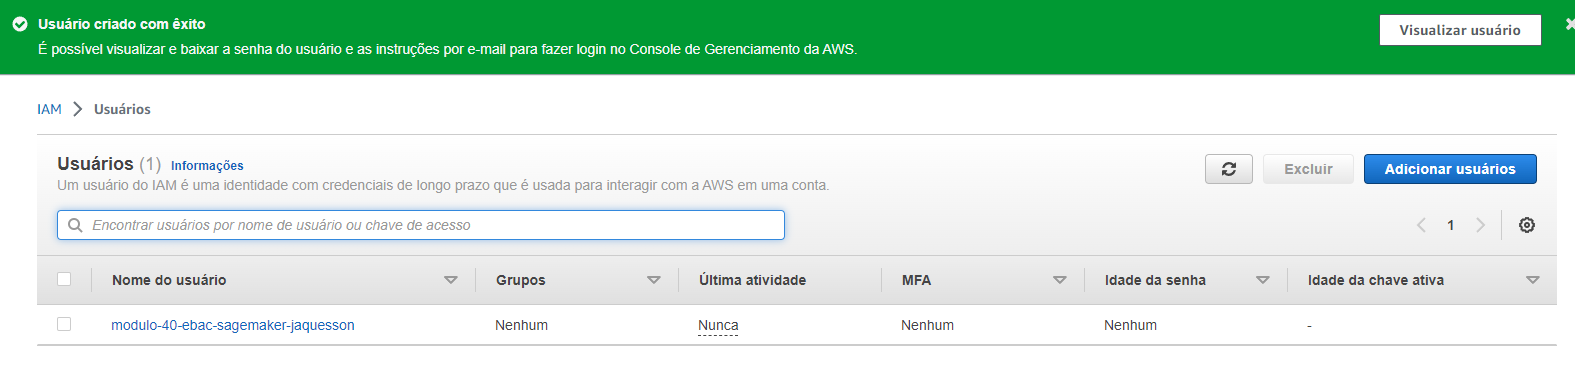 Usuário criado com êxito
É possível visualizar e baixar a senha do usuário e as instruções por e-mail para fazer login no Console de Gerenciamento da AWS.
Visualizar usuário
IAM Usuários
Usuários (1) Informações
Um usuário do IAM é uma identidade com credenciais de longo prazo que é usada para interagir com a AWS em uma conta.
Excluir
Adicionar usuários
Encontrar usuários por nome de usuário ou chave de acesso
1
Nome do usuário Grupos Última atividade MFA Idade da senha Idade da chave ativa
modulo-40-ebac-sagemaker-jaquesson Nenhum Nunca Nenhum Nenhum -